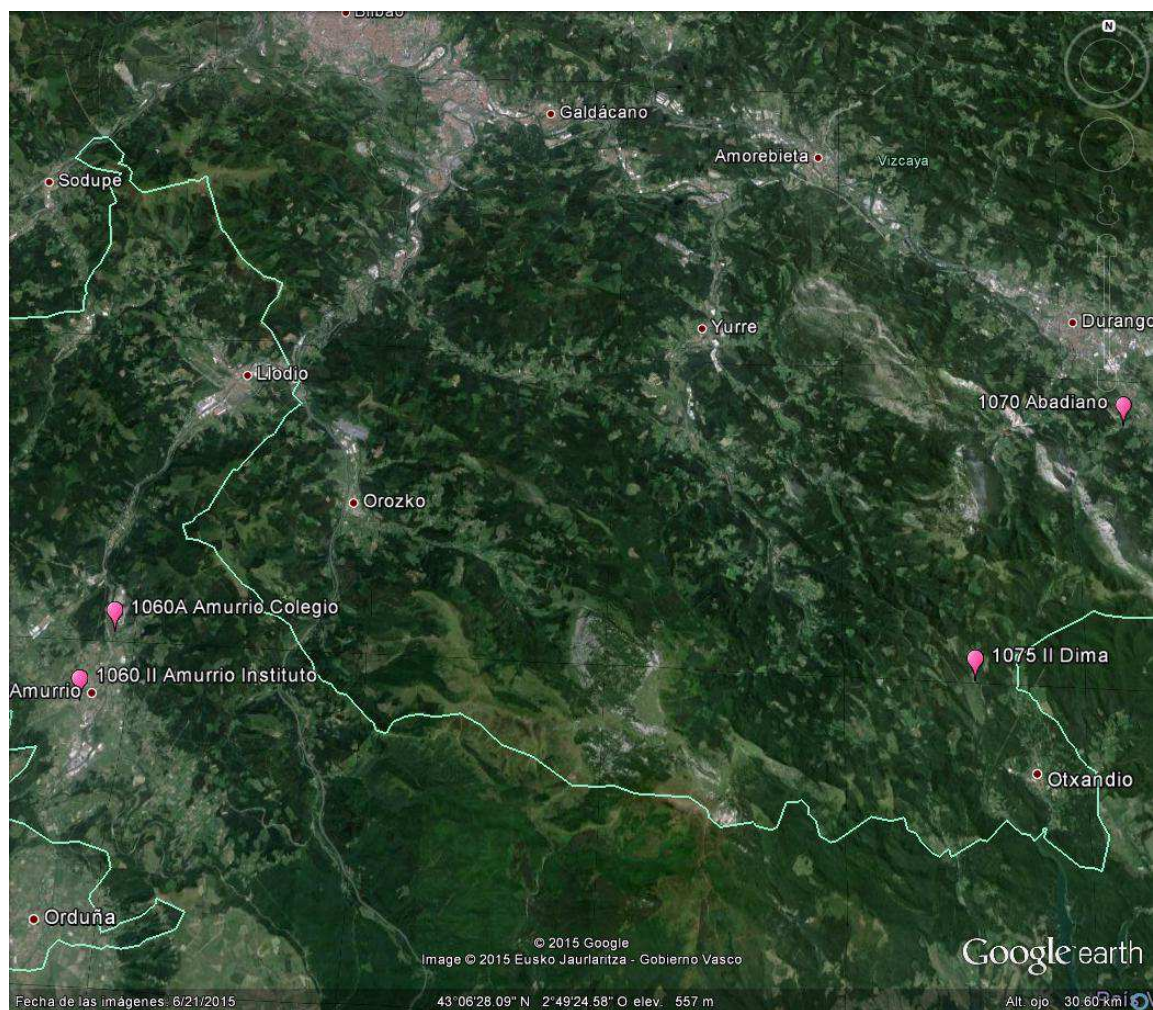 Bilbao
N
Galdácano
Amorebieta
Vizcaya
Sodupe
Durango
Yurre
Llodio
1070 Abadiano
Orozko
1060A Amurrio Colegio
1075 II Dima
1060 II Amurrio Instituto
Amurrio
Otxandio
Orduña
© 2015 Google
Image © 2015 Eusko Jaurlaritza - Gobierno Vasco
Google earth
Fecha de las imágenes: 6/21/2015 43°06'28.09" N 2°49'24.58" O elev. 557 m Alt. ojo 30.60 km